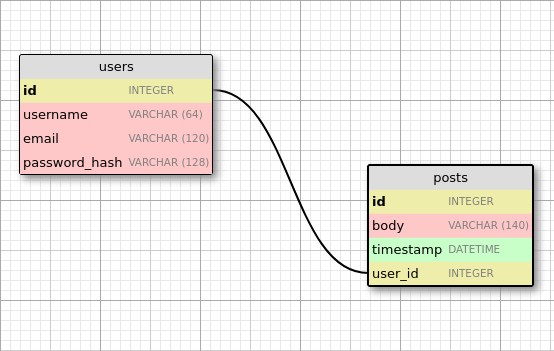 users
id INTEGER
username VARCHAR (64)
email VARCHAR (120)
password_hash VARCHAR (128)
posts
id INTEGER
body VARCHAR (140)
timestamp DATETIME
user_id INTEGER